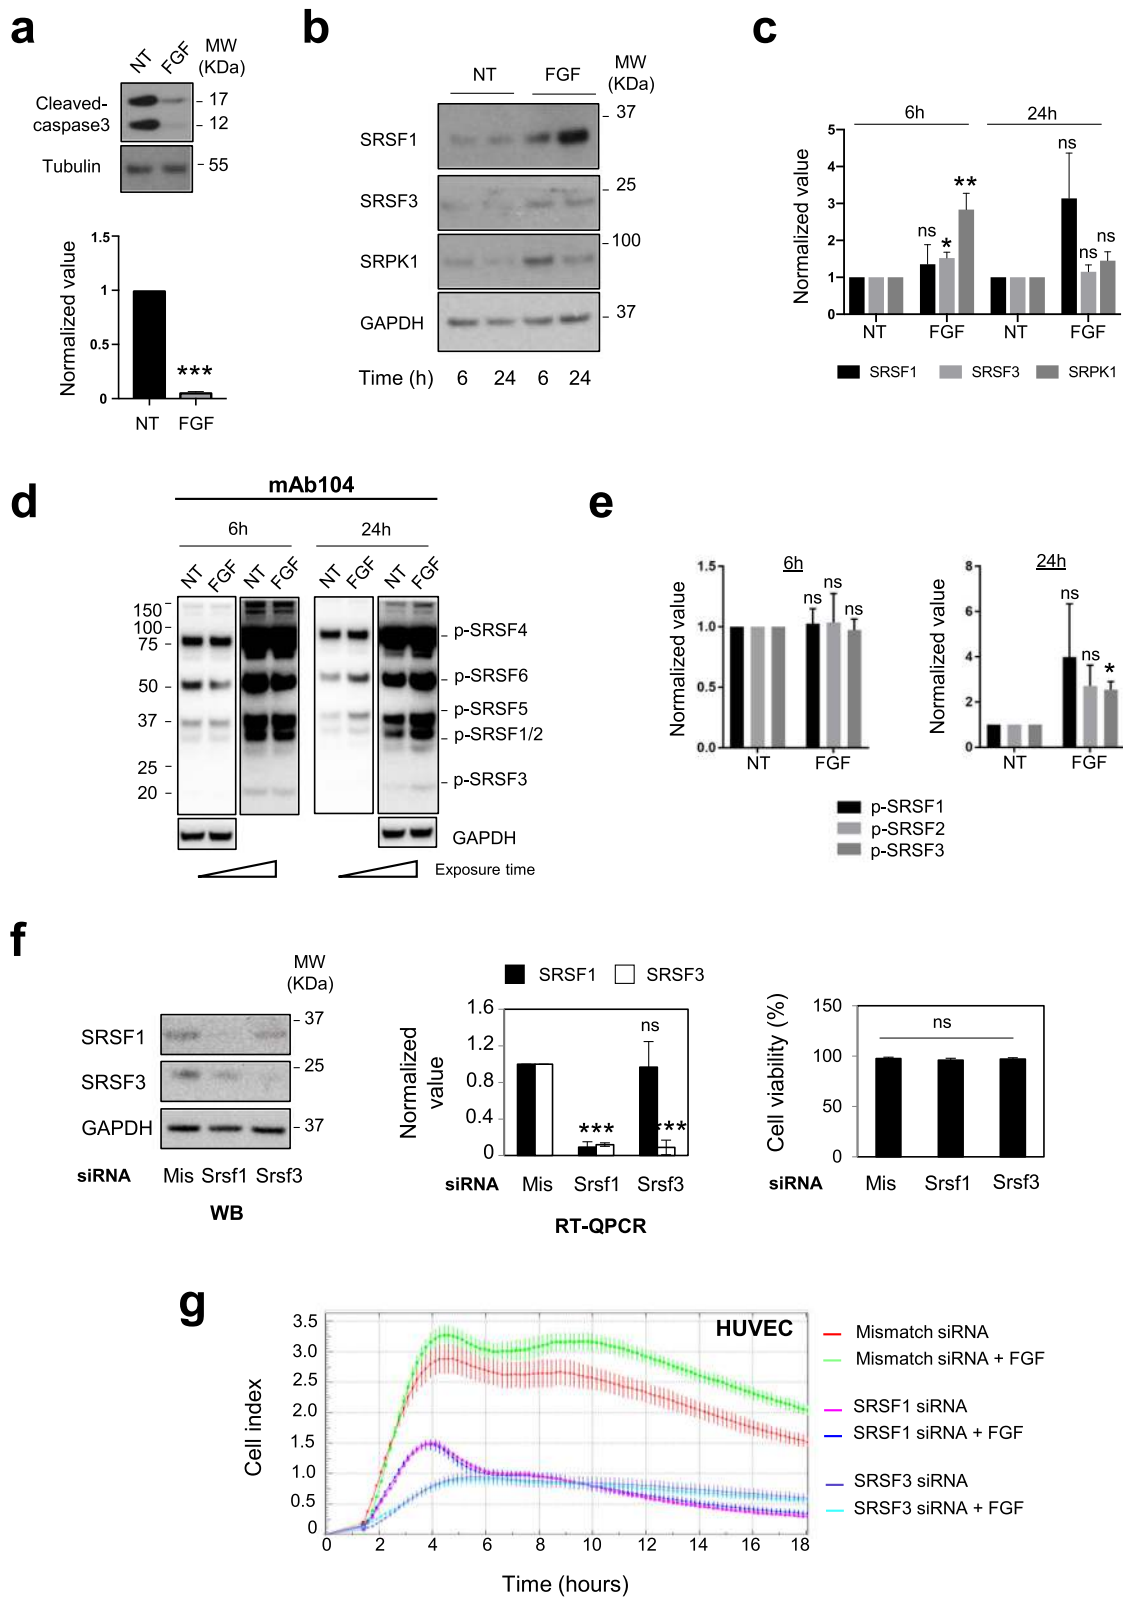 a
NT FGF MW (KDa)
Cleaved-caspase3
- 17
- 12
Tubulin - 55
Normalized value
1.5
1
0.5
0
***
NT FGF
b
NT FGF MW (KDa)
SRSF1 - 37
SRSF3 - 25
SRPK1 - 100
GAPDH - 37
Time (h) 6 24 6 24
c
6h 24h
Normalized value
5
4
3
2
1
0
ns * ** ns ns ns
NT FGF NT FGF
SRSF1 SRSF3 SRPK1
d
mAb104
6h 24h
NT FGF NT FGF NT FGF NT FGF
150
100
75
50
37
25
20
p-SRSF4
p-SRSF6
p-SRSF5
p-SRSF1/2
p-SRSF3
GAPDH
Exposure time
e
6h
Normalized value
1.5
1.0
0.5
0.0
ns ns ns
NT FGF
24h
Normalized value
8
6
4
2
0
ns ns *
NT FGF
p-SRSF1
p-SRSF2
p-SRSF3
f
MW (KDa)
SRSF1 - 37
SRSF3 - 25
GAPDH - 37
siRNA Mis Srsf1 Srsf3
WB
SRSF1 SRSF3
Normalized value
1.6
1.2
0.8
0.4
0
*** ns ***
siRNA Mis Srsf1 Srsf3
RT-QPCR
Cell viability (%)
150
100
50
0
ns
siRNA Mis Srsf1 Srsf3
g
HUVEC
Cell index
3.5
3.0
2.5
2.0
1.5
1.0
0.5
0
0 2 4 6 8 10 12 14 16 18
Time (hours)
Mismatch siRNA
Mismatch siRNA + FGF
SRSF1 siRNA
SRSF1 siRNA + FGF
SRSF3 siRNA
SRSF3 siRNA + FGF